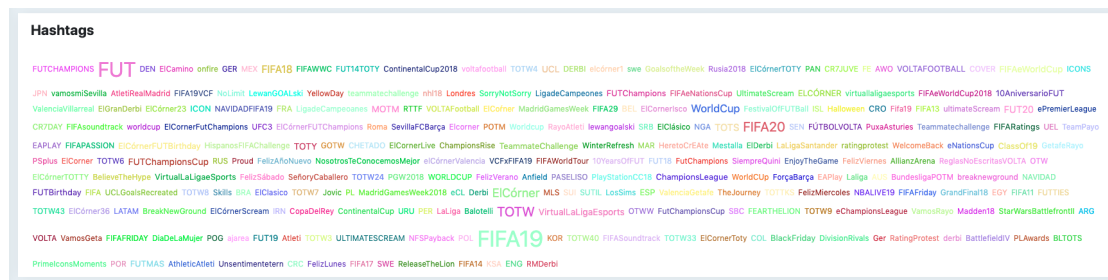 Hashtags
FUTCHAMPIONS FUT DEN ElCamino onfire GER MEX FIFA18 FIFAWWC FUT14TOTY ContinentalCup2018 voltafootball TOTW4 UCL DERBI elcórner1 swe GoalsoftheWeek Rusia2018 ElCórnerTOTY PAN CR7JUVE FE AWO VOLTAFOOTBALL COVER FIFAeWorldCup ICONS
JPN vamosmiSevilla AtletiRealMadrid FIFA19VCF NoLimit LewanGOALski YellowDay teammatechallenge nhl18 Londres SorryNotSorry LigadeCampeones FUTChampions FIFAeNationsCup UltimateScream ELCÓRNER virtuallaligaesports FIFAeWorldCup2018 10AniversarioFUT
ValenciaVillarreal ElGranDerbi ElCórner23 ICON NAVIDADFIFA19 FRA LigadeCampeonas MOTM RTTF VOLTAFootball ElCorner MadridGamesWeek FIFA29 BEL ElCornerisco WorldCup FestivalOfFUTBall ISL Halloween CRO Fifa19 FIFA13 ultimateScream FUT20 ePremierLeague
CR7DAY FIFAsoundtrack worldcup ElCórnerFutChampions UFC3 ElCórnerFUTChampions Roma SevillaFCBarça Elcorner POTM Worldcup RayoAtleti lewangoalski SRB ElClásico NGA TOTS FIFA20 SEN FÚTBOLVOLTA PuxaAsturies Teammatechallenge FIFARatings UEL TeamPayo
EAPLAY FIFAPASSION ElCórnerFUTBirthday HispanosFIFAChallenge TOTY GOTW CHETADO ElCornerLive ChampionsRise TeammateChallenge WinterRefresh MAR HeretoCrEAte Mestalla ElDerbi LaLigaSantander ratingprotest WelcomeBack eNationsCup ClassOf19 GetafeRayo
PSplus ElCorner TOTW6 FUTChampionsCup RUS Proud FelizAñoNuevo NosotrosTeConocemosMejor elCórnerValencia VCFxFIFA19 FIFAWorldTour 10YearsOfFUT FUT18 FutChampions SiempreQuini EnjoyTheGame FelizViernes AllianzArena ReglasNoEscritasVOLTA OTW
ElCórnerTOTTY BelieveTheHype VirtualLaLigaeSports FelizSábado SeñoryCaballero TOTW24 PGW2018 WORLDCUP FelizVerano Anfield PASELISO PlayStationCC18 ChampionsLeague WorldCup ForçaBarça EAPlay Laliga BundesligaPOTM breaknewground NAVIDAD
FUTBirthday FIFA UCLGoalsRecreated TOTW8 Skills BRA ElClasico TOTW7 Jovic PL MadridGamesWeek2018 eCL Derbi ElCórner SUI SUTIL LosSims ESP ValenciaGetafe TheJourney FelizMiercoles NBALIVE19 FIFAFriday GrandFinal18 EGY FIFA11 FUTTIES
TOTW43 ElCórner36 LATAM BreakNewGround ElCórnerScream IRN CopaDelRey ContinentalCup URU PER LaLiga Balotelli TOTW VirtualLaLigaEsports OTWW FutChampionsCup SBC FEARTHELION TOTW9 eChampionsLeague VamosRayo Madden18 StarWarsBattlefrontII ARG
VOLTA VamosGeta FIFAFRIDAY DiaDeLaMujer POG ajaree FUT19 Atleti TOTW3 ULTIMATESCREAM NFSPayback POL FIFA19 KOR TOTW40 FIFASoundtrack TOTW33 ElCornerToty COL BlackFriday DivisionRivals Ger RatingProtest derbi BattlefieldV PLAwards BLTOTS
PrimeIconsMoments POR FUTMAS AthleticAtleti Unsentimentetern CRC FelizLunes FIFA17 SWE ReleaseTheLion FIFA14 KSA ENG RMDerbi